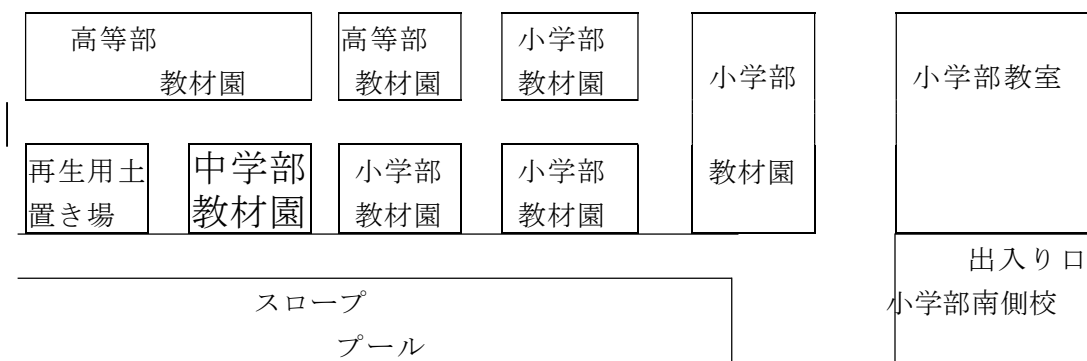 高等部
教材園
高等部
教材園
小学部
教材園
小学部
教材園
小学部教室
再生用土
置き場
中学部
教材園
小学部
教材園
小学部
教材園
出入り口
スロープ
小学部南側校
プール